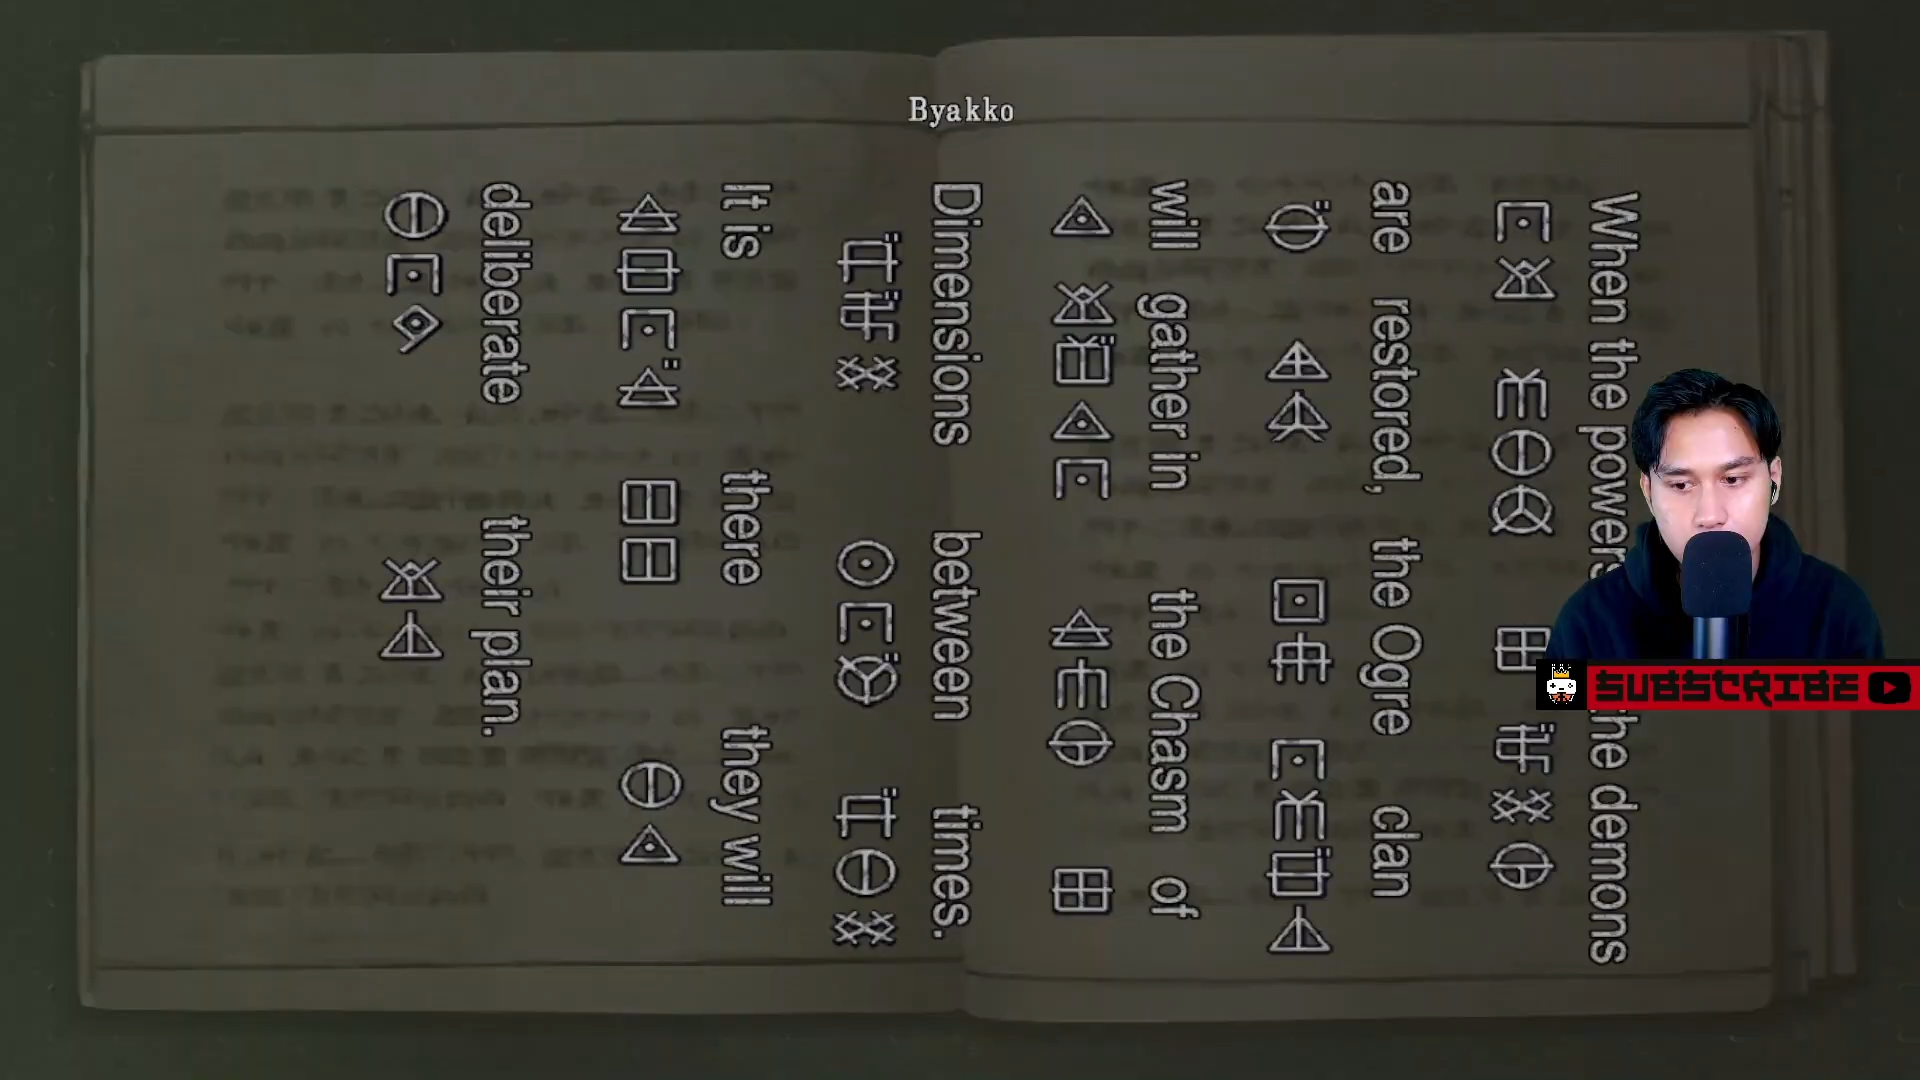 Byakko
When the powers the demons
are restored, the Ogre clan
will gather in the Chasm of
Dimensions between times.
It is there they will
deliberate their plan.
SUBSCRIBE